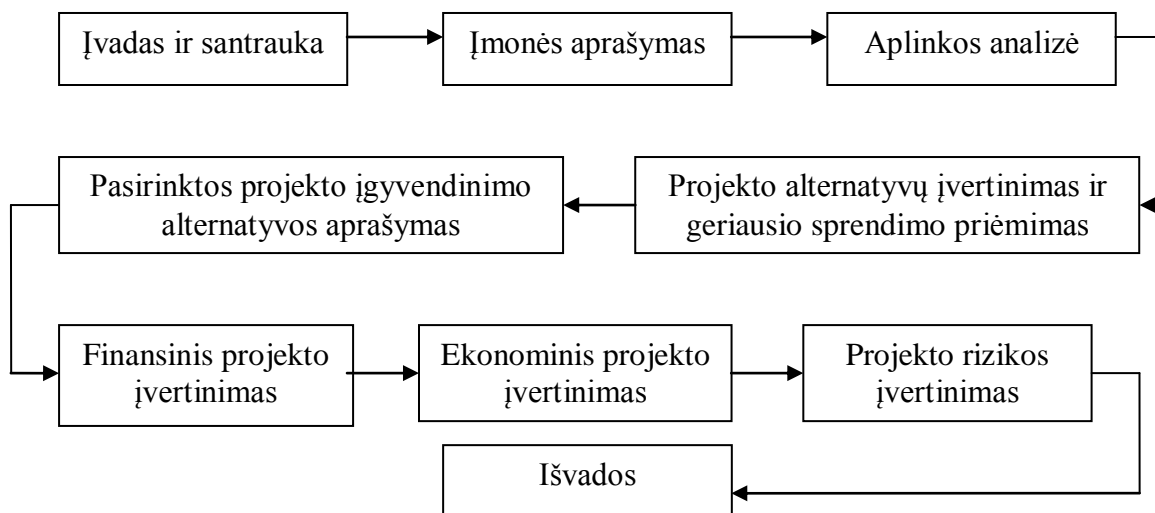 Įvadas ir santrauka
Įmonės aprašymas
Aplinkos analizė
Projekto alternatyvų įvertinimas ir
geriausio sprendimo priėmimas
Pasirinktos projekto įgyvendinimo
alternatyvos aprašymas
Finansinis projekto
įvertinimas
Ekonominis projekto
įvertinimas
Projekto rizikos
įvertinimas
Išvados